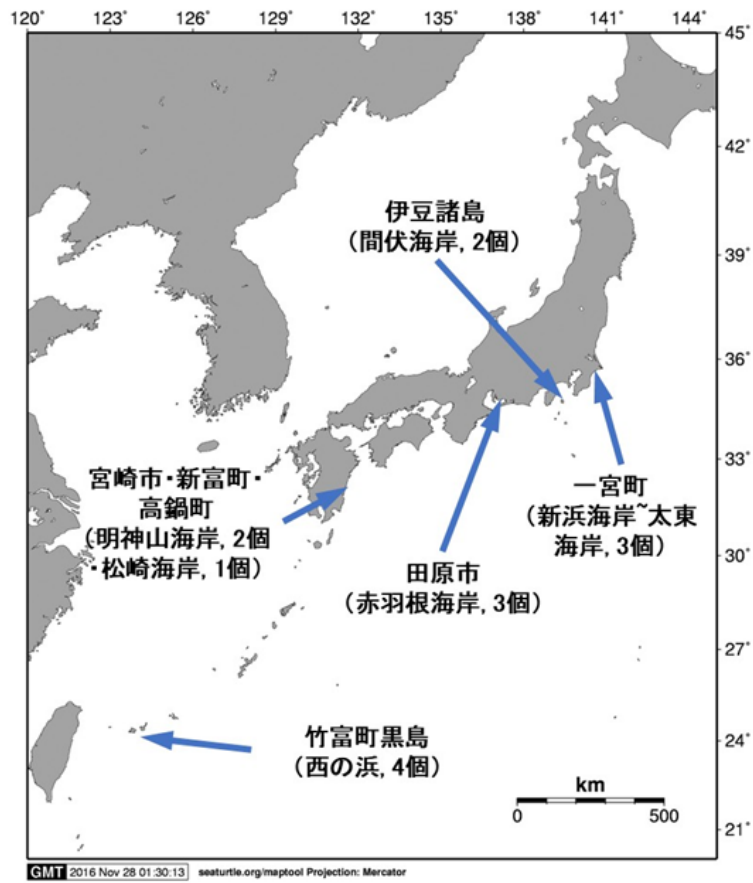 120˚ 123˚ 126˚ 129˚ 132˚ 135˚ 138˚ 141˚ 144˚
45˚
42˚
39˚
36˚
33˚
30˚
27˚
24˚
21˚
伊豆諸島
（間伏海岸, 2個）
宮崎市・新富町・
高鍋町
（明神山海岸, 2個
・松崎海岸, 1個）
一宮町
（新浜海岸~太東
海岸, 3個）
田原市
（赤羽根海岸, 3個）
竹富町黒島
（西の浜, 4個）
km
0 500
GMT 2016 Nov 28 01:30:13 seaturtle.org/maptool Projection: Mercator